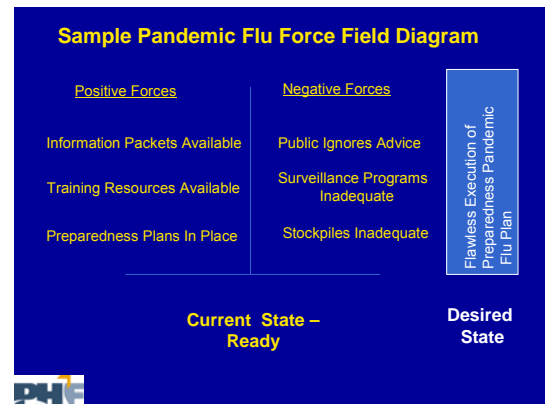 Sample Pandemic Flu Force Field Diagram
Positive Forces
Negative Forces
Information Packets Available
Public Ignores Advice
Training Resources Available
Surveillance Programs
Inadequate
Preparedness Plans In Place
Stockpiles Inadequate
Flawless Execution of
Preparedness Pandemic
Flu Plan
Current State –
Ready
Desired
State
PHF